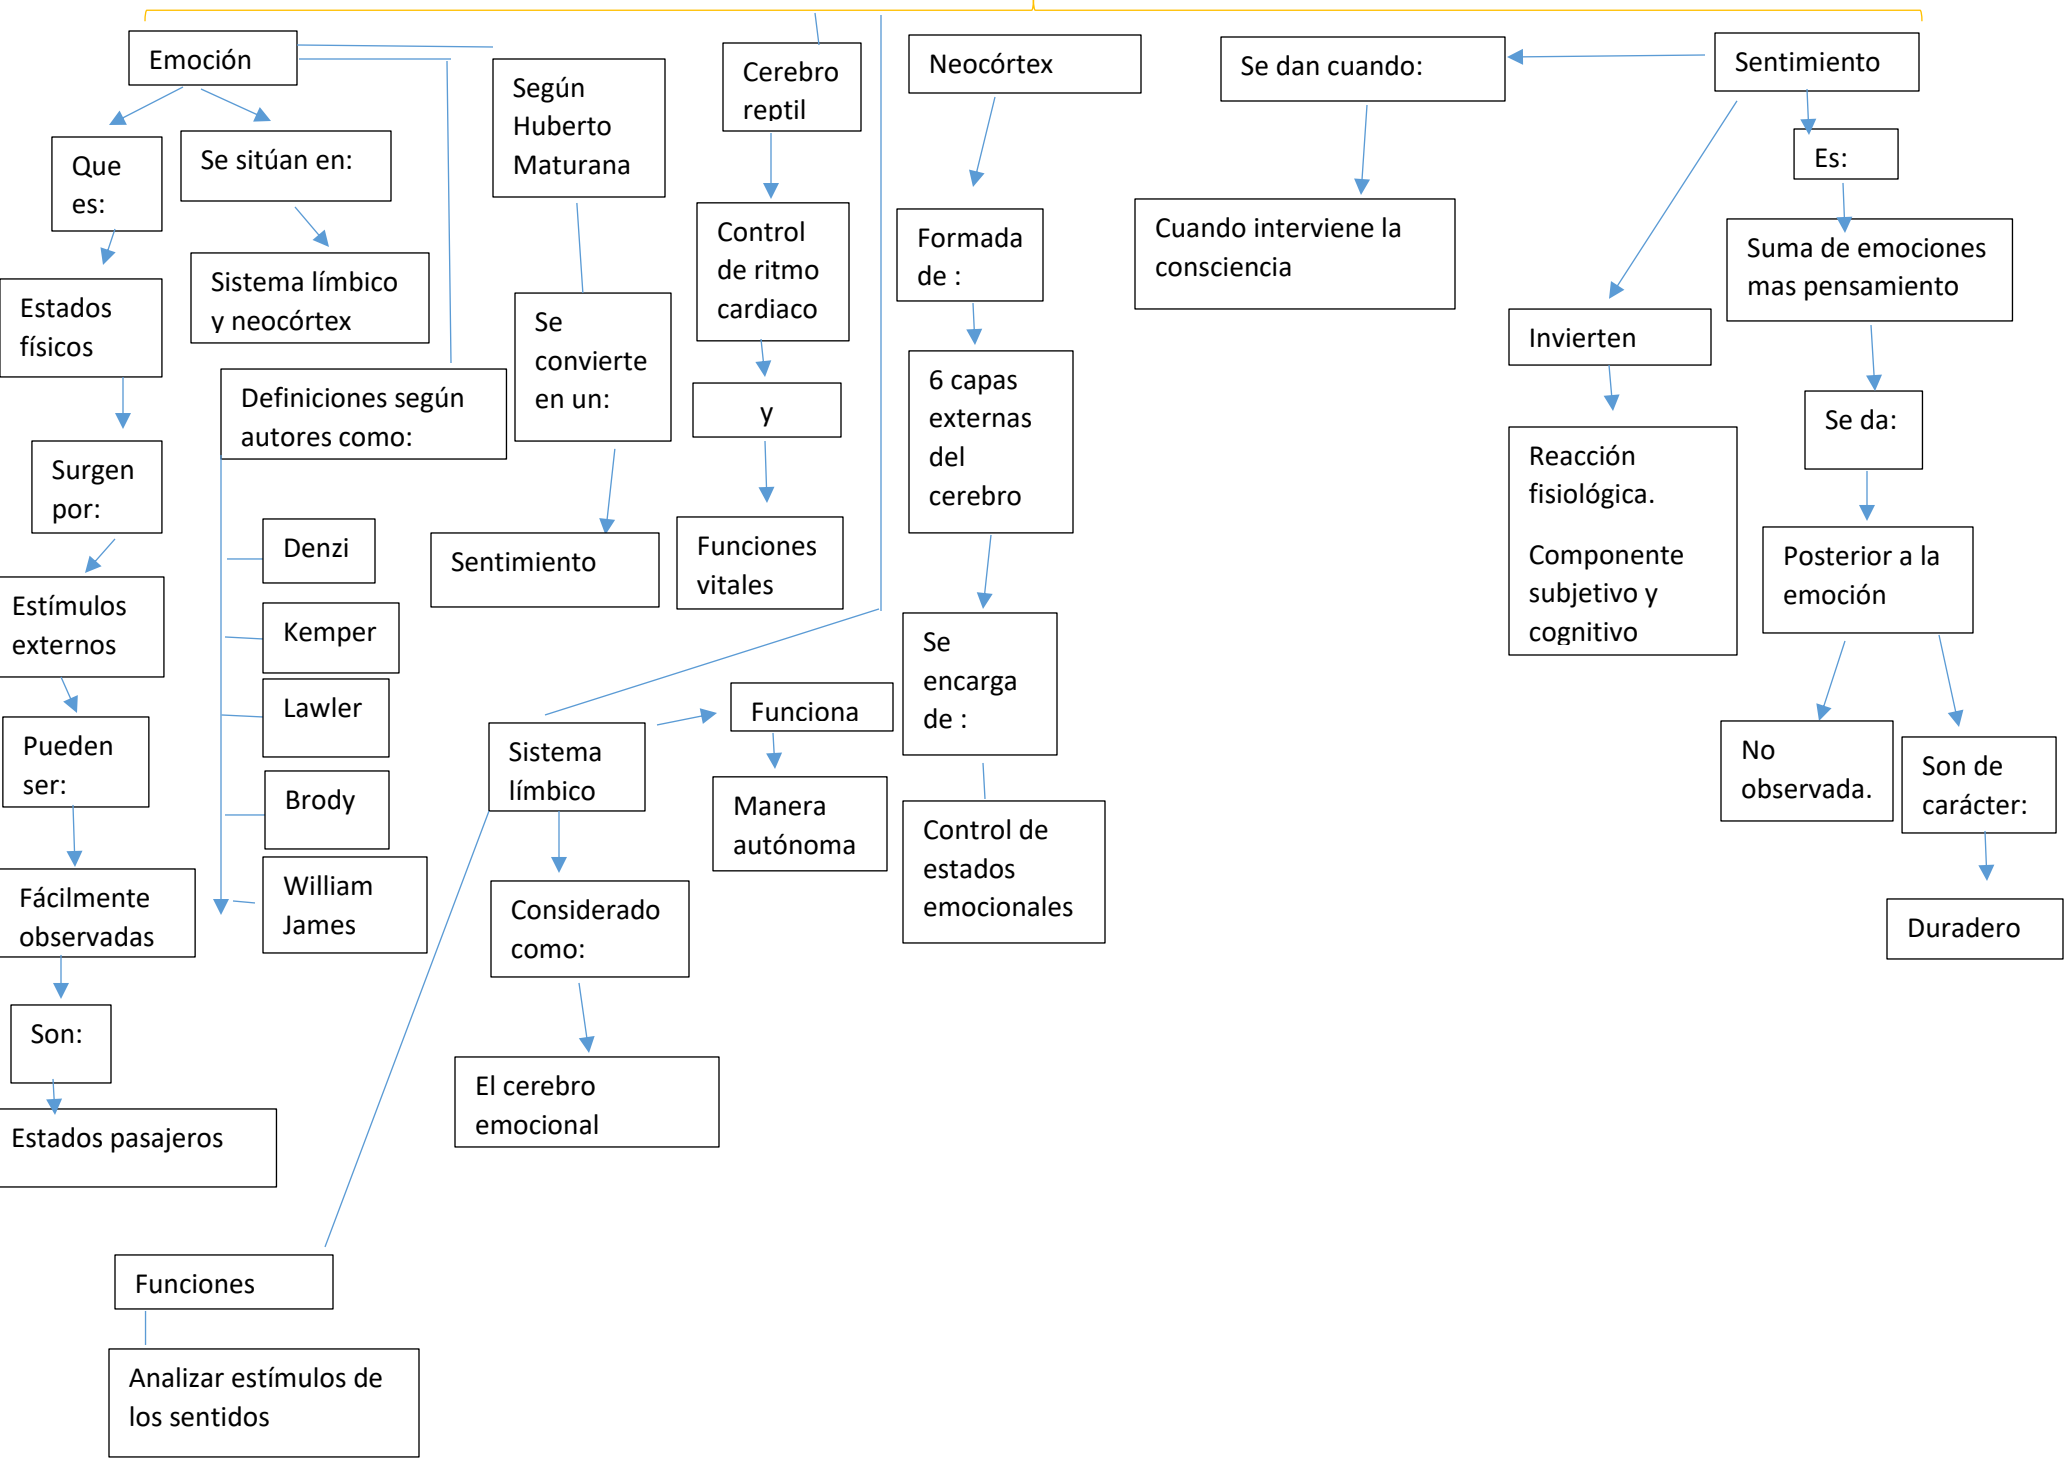 Emoción
Que
es:
Estados
físicos
Surgen
por:
Estímulos
externos
Pueden
ser:
Fácilmente
observadas
Son:
Estados pasajeros
Se sitúan en:
Sistema límbico
y neocórtex
Definiciones según
autores como:
Denzi
Kemper
Lawler
Brody
William
James
Según
Huberto
Maturana
Se
convierte
en un:
Sentimiento
Cerebro
reptil
Control
de ritmo
cardiaco
y
Funciones
vitales
Sistema
límbico
Funciona
Manera
autónoma
Considerado
como:
El cerebro
emocional
Funciones
Analizar estímulos de
los sentidos
Neocórtex
Formada
de :
6 capas
externas
del
cerebro
Se
encarga
de :
Control de
estados
emocionales
Sentimiento
Se dan cuando:
Cuando interviene la
consciencia
Invierten
Reacción
fisiológica.
Componente
subjetivo y
cognitivo
Es:
Suma de emociones
mas pensamiento
Se da:
Posterior a la
emoción
No
observada.
Son de
carácter:
Duradero